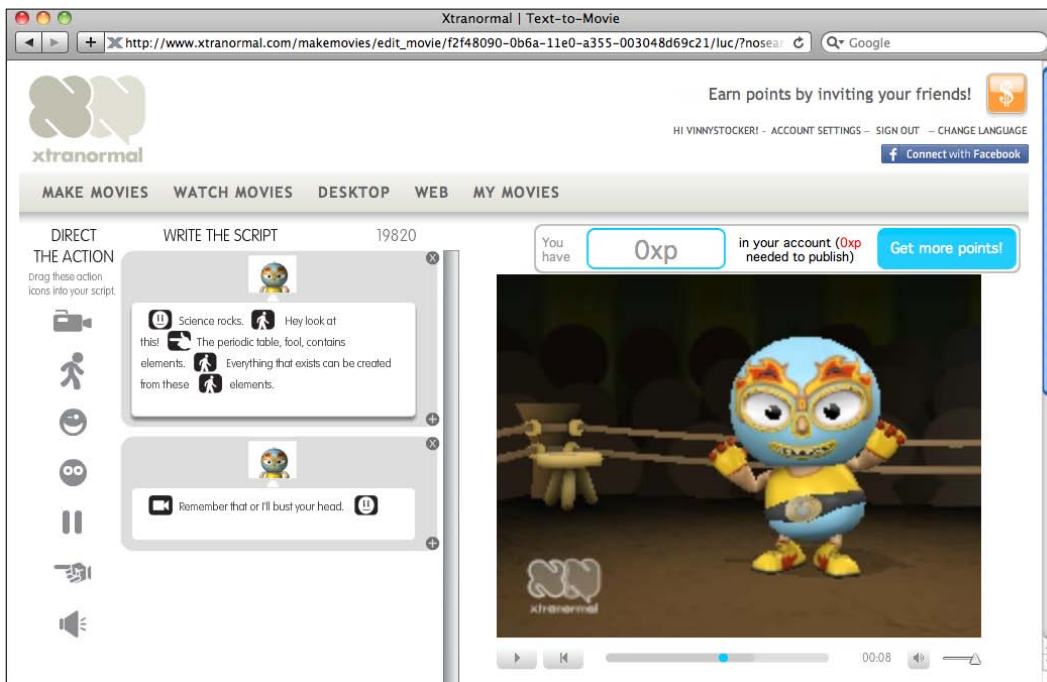 Xtranormal | Text-to-Movie
http://www.xtranormal.com/makemovies/edit_movie/f2f48090-0b6a-11e0-a355-003048d69c21/luc/?nosear
Google
xtranormal
Earn points by inviting your friends!
HI VINNYSTOCKER! - ACCOUNT SETTINGS – SIGN OUT – CHANGE LANGUAGE
f Connect with Facebook
MAKE MOVIES WATCH MOVIES DESKTOP WEB MY MOVIES
DIRECT
THE ACTION
Drag these action
icons into your script.
WRITE THE SCRIPT 19820
Science rocks. Hey look at
this! The periodic table, fool, contains
elements. Everything that exists can be created
from these elements.
Remember that or I'll bust your head.
You
have
0xp
in your account (0xp
needed to publish)
Get more points!
xtranormal
00:08